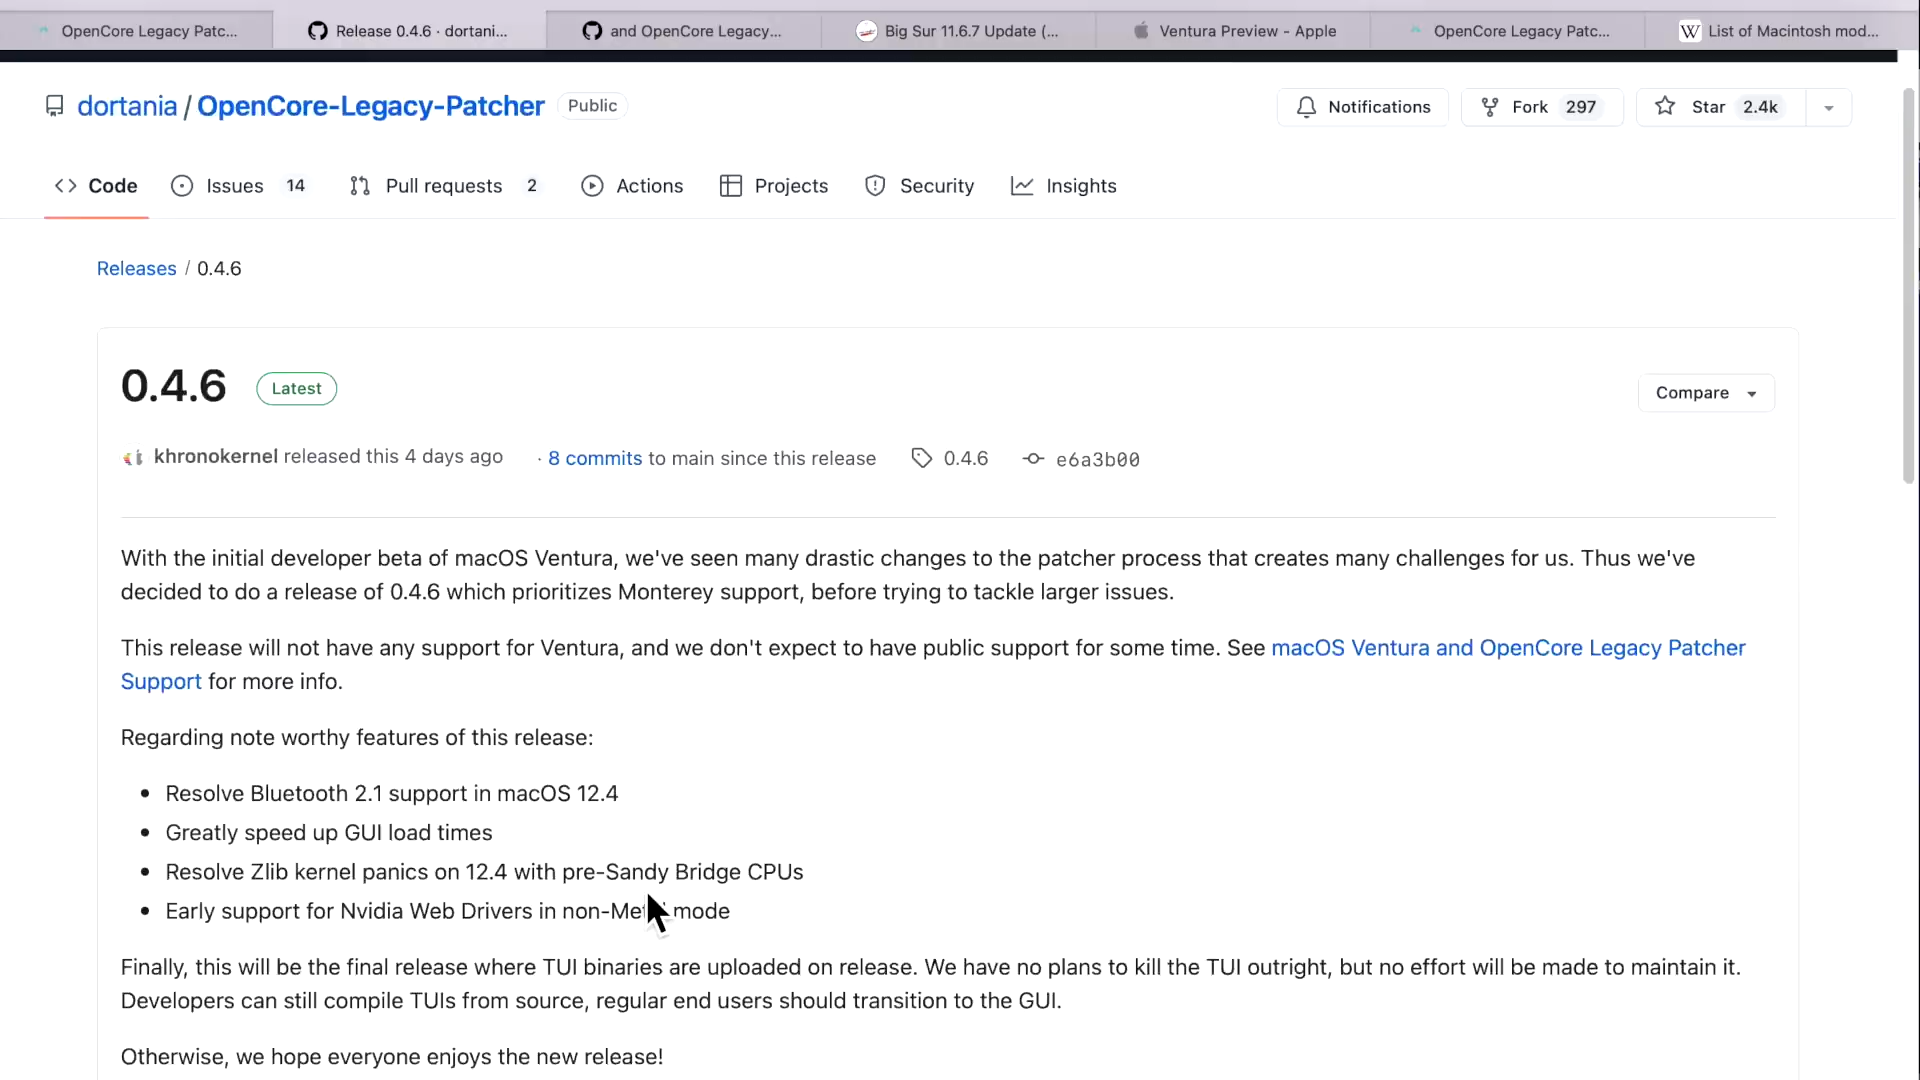 OpenCore Legacy Patc...
Release 0.4.6 · dortani...
and OpenCore Legacy...
Big Sur 11.6.7 Update (...
Ventura Preview - Apple
OpenCore Legacy Patc...
W List of Macintosh mod...
dortania / OpenCore-Legacy-Patcher Public
Notifications
Fork 297
Star 2.4k
Code
Issues 14
Pull requests 2
Actions
Projects
Security
Insights
Releases / 0.4.6
0.4.6 Latest
Compare
khronokernel released this 4 days ago · 8 commits to main since this release 0.4.6 e6a3b00
With the initial developer beta of macOS Ventura, we've seen many drastic changes to the patcher process that creates many challenges for us. Thus we've
decided to do a release of 0.4.6 which prioritizes Monterey support, before trying to tackle larger issues.
This release will not have any support for Ventura, and we don't expect to have public support for some time. See macOS Ventura and OpenCore Legacy Patcher
Support for more info.
Regarding note worthy features of this release:
• Resolve Bluetooth 2.1 support in macOS 12.4
• Greatly speed up GUI load times
• Resolve Zlib kernel panics on 12.4 with pre-Sandy Bridge CPUs
• Early support for Nvidia Web Drivers in non-Metal mode
Finally, this will be the final release where TUI binaries are uploaded on release. We have no plans to kill the TUI outright, but no effort will be made to maintain it.
Developers can still compile TUIs from source, regular end users should transition to the GUI.
Otherwise, we hope everyone enjoys the new release!